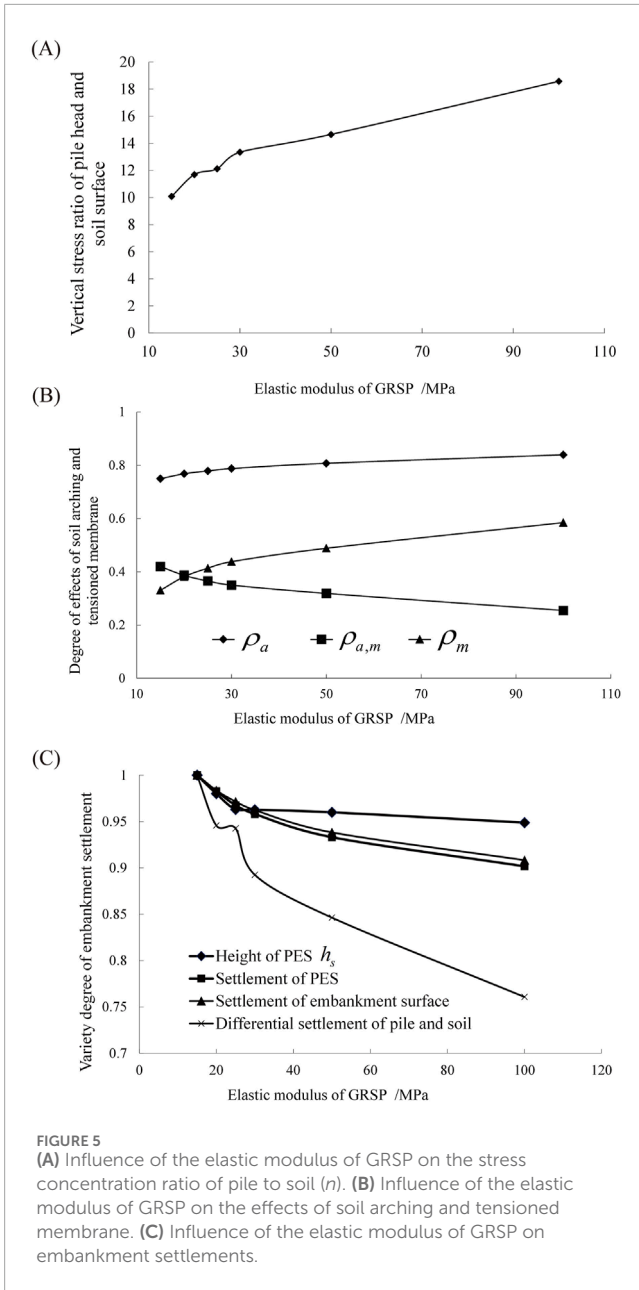 (A)
Vertical stress ratio of pile head and
soil surface
20
18
16
14
12
10
8
6
4
2
0
10
30
50
70
90
110
Elastic modulus of GRSP /MPa
(B)
Degree of effects of soil arching and
tensioned membrane
1
0.8
0.6
0.4
0.2
0
ρa
ρa,m
ρm
10
30
50
70
90
110
Elastic modulus of GRSP /MPa
(C)
Variety degree of embankment settlement
1
0.95
0.9
0.85
0.8
0.75
0.7
Height of PES hs
Settlement of PES
Settlement of embankment surface
Differential settlement of pile and soil
0
20
40
60
80
100
120
Elastic modulus of GRSP /MPa
FIGURE 5
(A) Influence of the elastic modulus of GRSP on the stress
concentration ratio of pile to soil (n). (B) Influence of the elastic
modulus of GRSP on the effects of soil arching and tensioned
membrane. (C) Influence of the elastic modulus of GRSP on
embankment settlements.